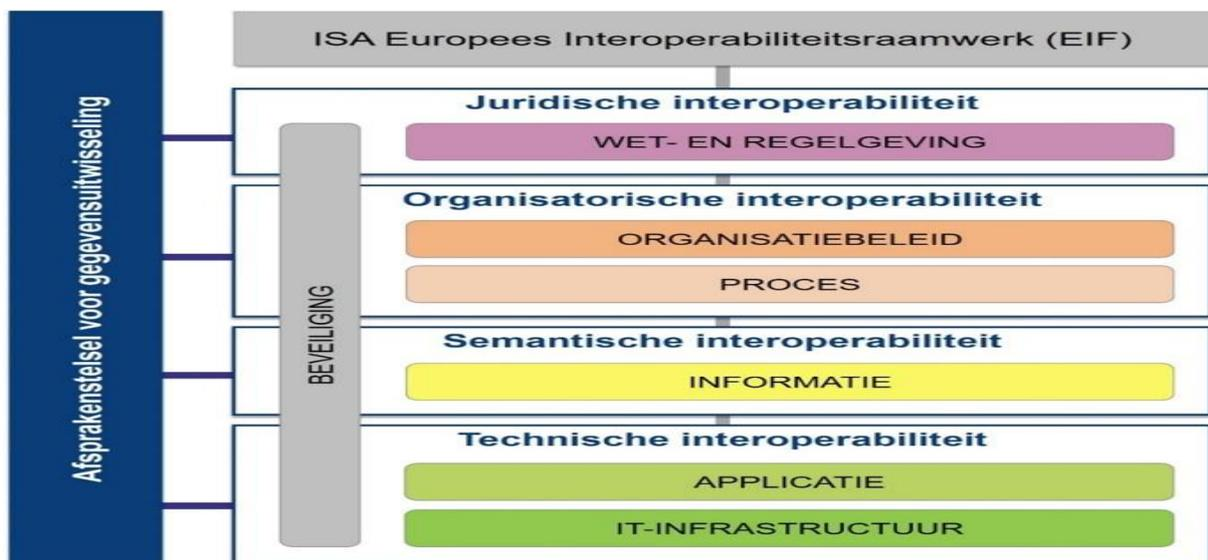 Afsprakenstelsel voor gegevensuitwisseling
ISA Europees Interoperabiliteitsraamwerk (EIF)
Juridische interoperabiliteit
WET- EN REGELGEVING
BEVEILIGING
Organisatorische interoperabiliteit
ORGANISATIEBELEID
PROCES
Semantische interoperabiliteit
INFORMATIE
Technische interoperabiliteit
APPLICATIE
IT-INFRASTRUCTUUR